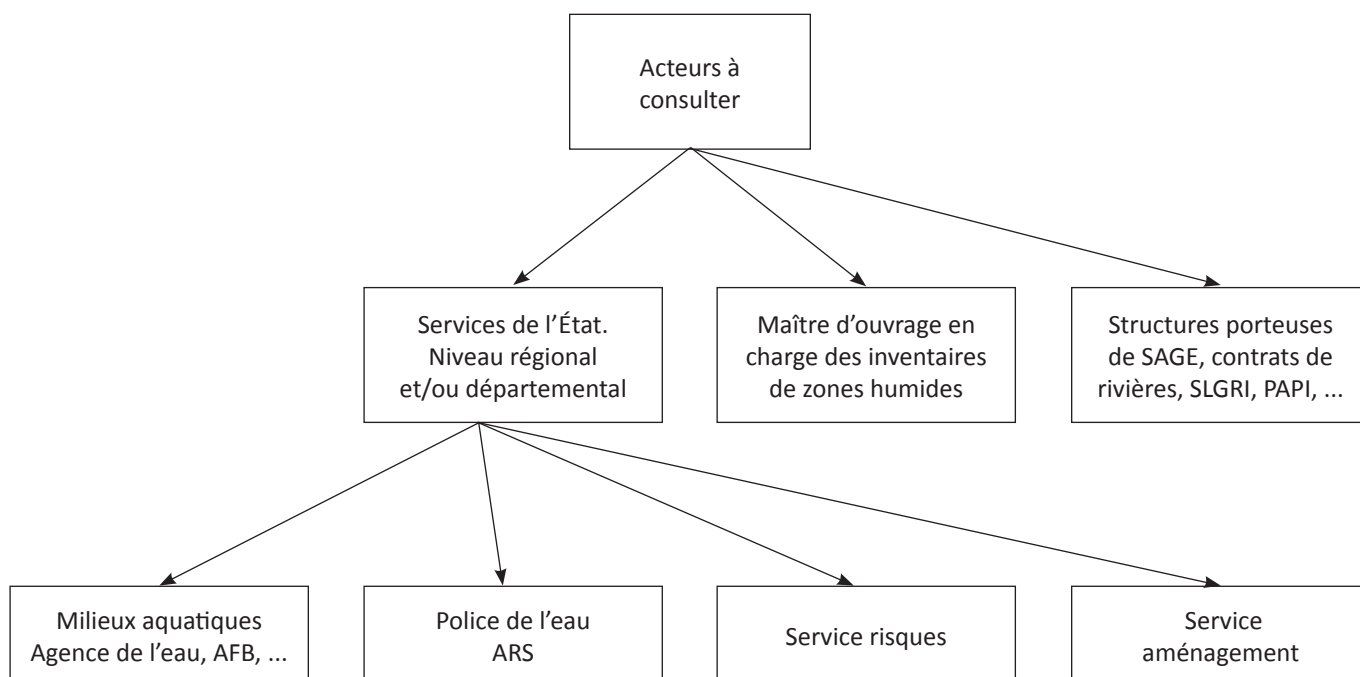 Acteurs à
consulter
Services de l’État.
Niveau régional
et/ou départemental
Maître d’ouvrage en
charge des inventaires
de zones humides
Structures porteuses
de SAGE, contrats de
rivières, SLGRI, PAPI, ...
Milieux aquatiques
Agence de l’eau, AFB, ...
Police de l’eau
ARS
Service risques
Service
aménagement